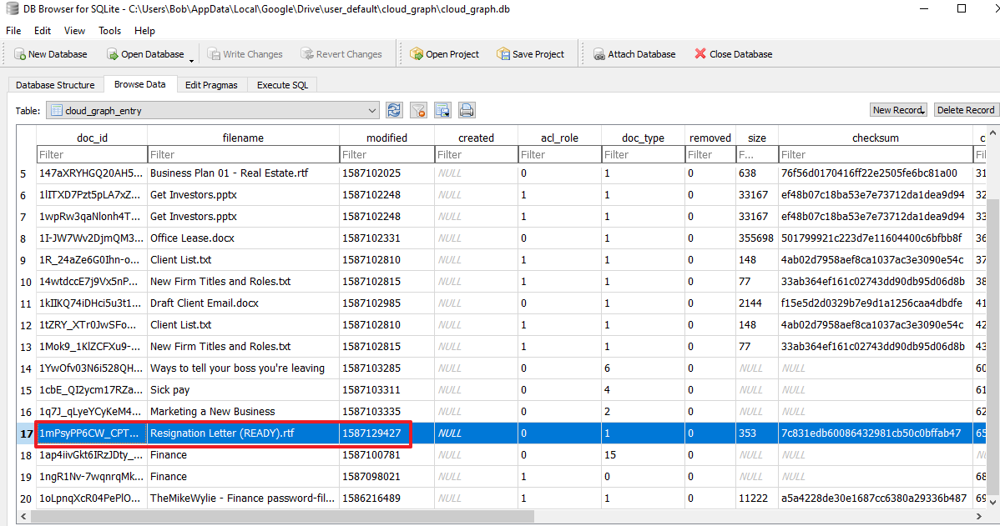 DB Browser for SQLite - C:\Users\Bob\AppData\Local\Google\Drive\user_default\cloud_graph\cloud_graph.db
File Edit View Tools Help
New Database Open Database Write Changes Revert Changes Open Project Save Project Attach Database Close Database
Database Structure Browse Data Edit Pragmas Execute SQL
Table: cloud_graph_entry New Record Delete Record
doc_id filename modified created acl_role doc_type removed size checksum c
Filter Filter Filter Filter Filter Filter Filter F... Filter Fil
5 147aXRYHGQ20AH5... Business Plan 01 - Real Estate.rtf 1587102025 NULL 0 1 0 638 76f56d0170416ff22e2505fe6bc81a00 31
6 1lITXD7Pzt5pLA7xZ... Get Investors.pptx 1587102248 NULL 1 1 0 33167 ef48b07c18ba53e7e73712da1dea9d94 32
7 1wpRw3qaNlonh4T... Get Investors.pptx 1587102248 NULL 1 1 0 33167 ef48b07c18ba53e7e73712da1dea9d94 33
8 1I-JW7Wv2DjmQM3... Office Lease.docx 1587102331 NULL 0 1 0 355698 501799921c223d7e11604400c6bfbb8f 36
9 1R_24aZe6G0Ihn-o... Client List.txt 1587102810 NULL 1 1 0 148 4ab02d7958aef8ca1037ac3e3090e54c 37
10 14wtdccE7j9Vx5nP... New Firm Titles and Roles.txt 1587102815 NULL 1 1 0 77 33ab364ef161c02743dd90db95d06d8b 38
11 1kIIKQ74iDHci5u3t1... Draft Client Email.docx 1587102985 NULL 0 1 0 2144 f15e5d2d0329b7e9d1a1256caa4dbdfe 41
12 1tZRY_XTr0JwSFo... Client List.txt 1587102810 NULL 1 1 0 148 4ab02d7958aef8ca1037ac3e3090e54c 42
13 1Mok9_1KlZCFXu9-... New Firm Titles and Roles.txt 1587102815 NULL 1 1 0 77 33ab364ef161c02743dd90db95d06d8b 43
14 1YwOfv03N6i528QH... Ways to tell your boss you're leaving 1587103285 NULL 0 6 0 NULL NULL 60
15 1cbE_QI2ycm17RZa... Sick pay 1587103311 NULL 0 4 0 NULL NULL 61
16 1q7J_qLyeYCyKeM4... Marketing a New Business 1587103335 NULL 0 2 0 NULL NULL 62
17 1mPsyPP6CW_CPT... Resignation Letter (READY).rtf 1587129427 NULL 0 1 0 353 7c831edb60086432981cb50c0bffab47 65
18 1ap4iivGkt6IRzJDty_... Finance 1587100781 NULL 0 15 0 NULL NULL
19 1ngR1Nv-7wqnrqMk... Finance 1587098021 NULL 1 0 0 NULL NULL 68
20 1oLpnqXcR04PePlO... TheMikeWylie - Finance password-fil... 1586216489 NULL 1 1 0 11222 a5a4228de30e1687cc6380a29336b487 69